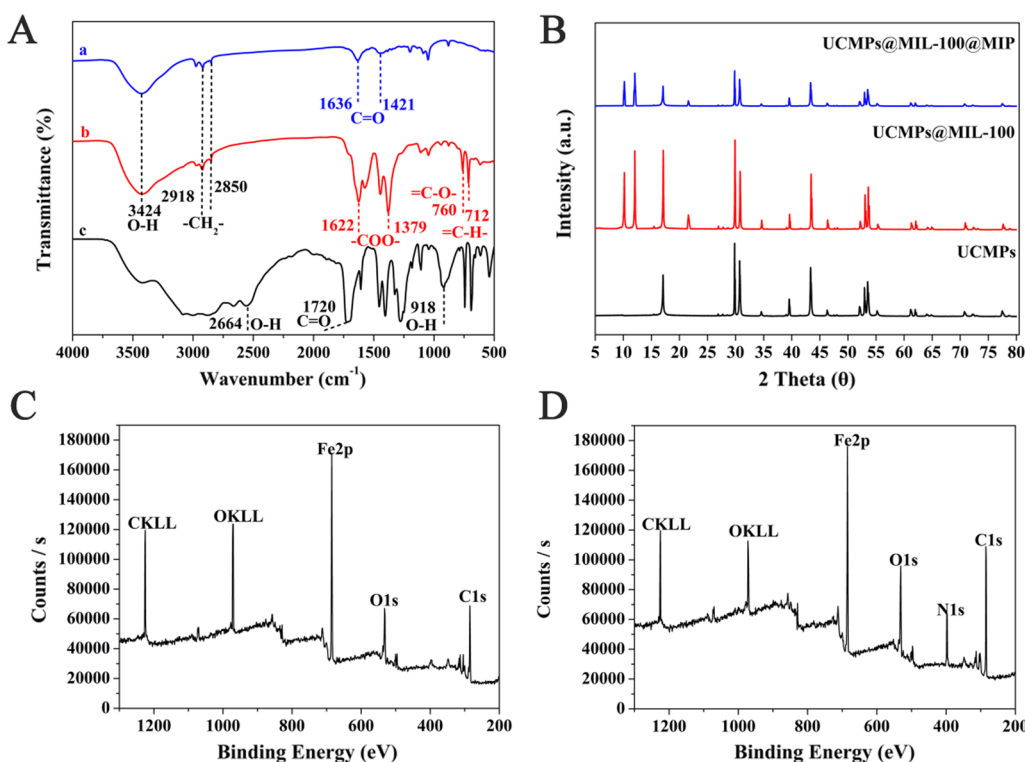 A
a
1636
1421
C=O
b
2918
2850
3424
O-H
-CH2-
=C-O-
760
712
=C-H-
1622
1379
-COO-
c
2664
O-H
1720
C=O
918
O-H
Transmittance (%)
4000 3500 3000 2500 2000 1500 1000 500
Wavenumber (cm-1)
B
UCMPs@MIL-100@MIP
UCMPs@MIL-100
UCMPs
Intensity (a.u.)
5 10 15 20 25 30 35 40 45 50 55 60 65 70 75 80
2 Theta (θ)
C
180000
160000
140000
120000
100000
80000
60000
40000
20000
0
Counts / s
CKLL
OKLL
Fe2p
O1s
C1s
1200 1000 800 600 400 200
Binding Energy (eV)
D
180000
160000
140000
120000
100000
80000
60000
40000
20000
0
Counts / s
CKLL
OKLL
Fe2p
O1s
N1s
C1s
1200 1000 800 600 400 200
Binding Energy (eV)